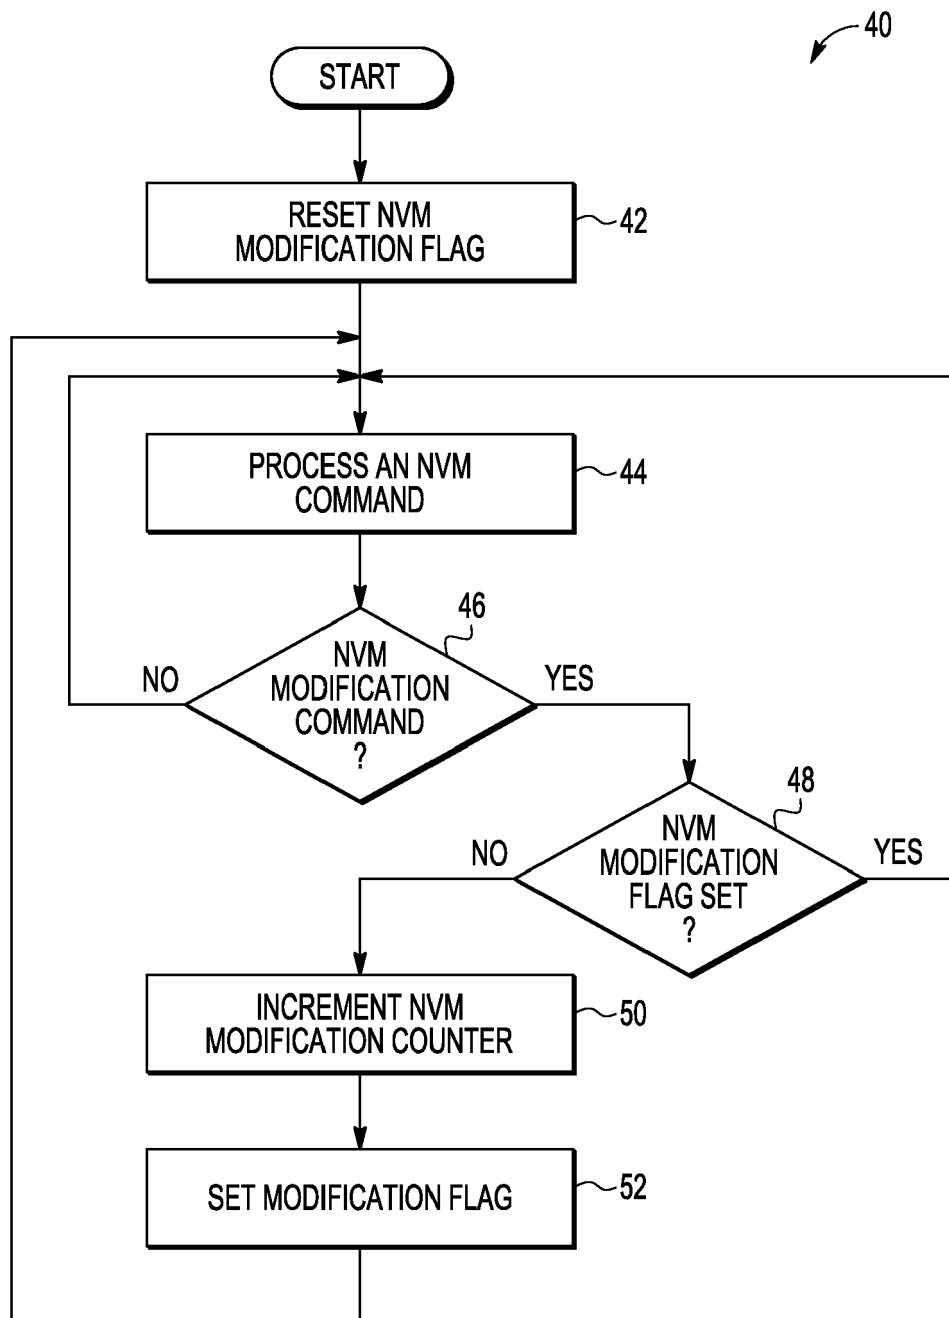 40
START
RESET NVM
MODIFICATION FLAG
42
PROCESS AN NVM
COMMAND
44
46
NVM
MODIFICATION
COMMAND
?
NO
YES
48
NVM
MODIFICATION
FLAG SET
?
NO
YES
INCREMENT NVM
MODIFICATION COUNTER
50
SET MODIFICATION FLAG
52